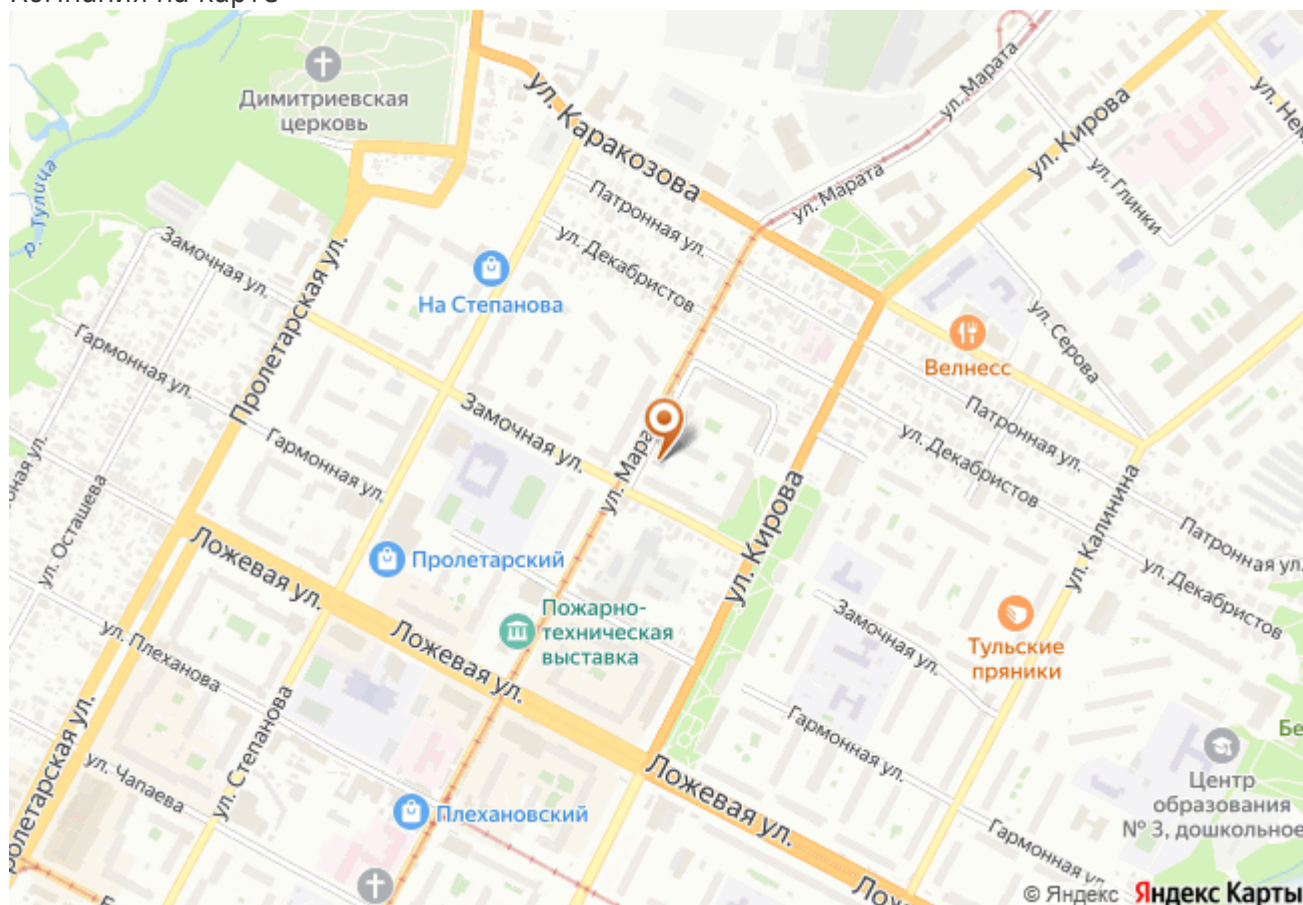 Компания на карте
Димитриевская
церковь
ул. Каракозова
ул. Марата
ул. Кирова
ул. Нем
р. Тулица
Замочная ул.
Патронная ул.
ул. Марата
ул. Глинки
ул. Декабристов
На Степанова
Пролетарская ул.
Гармонная ул.
Велнесс
ул. Серова
Замочная ул.
Гармонная ул.
ул. Мара
Патронная ул.
ул. Декабристов
ул. Осташева
ул. Кирова
ул. Калинина
Патронная ул.
Ложевая ул.
Пролетарский
ул. Декабристов
Пожарно-
техническая
выставка
Замочная ул.
Тульские
пряники
ул. Плеханова
Ложевая ул.
Гармонная ул.
Бе
ул. Степанова
Центр
образования
№ 3, дошкольное
ул. Чапаева
Ложевая ул.
Плехановский
пролетарская ул.
Гармонная ул.
Лож
© Яндекс Яндекс Карты